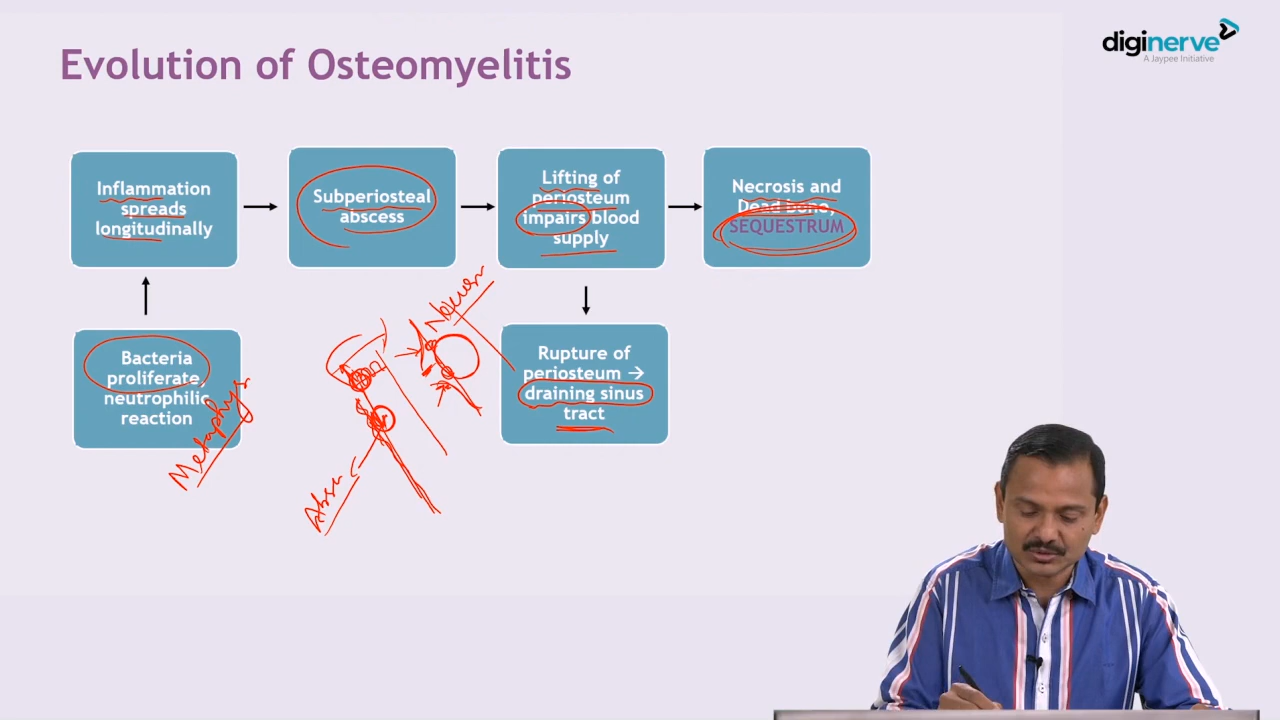 Evolution of Osteomyelitis
diginerve
A Jaypee Initiative
Inflammation
spreads
longitudinally
Subperiosteal
abscess
Lifting of
periosteum
impairs blood
supply
Necrosis and
Dead bone,
SEQUESTRUM
Bacteria
proliferate,
neutrophilic
reaction
Rupture of
periosteum →
draining sinus
tract